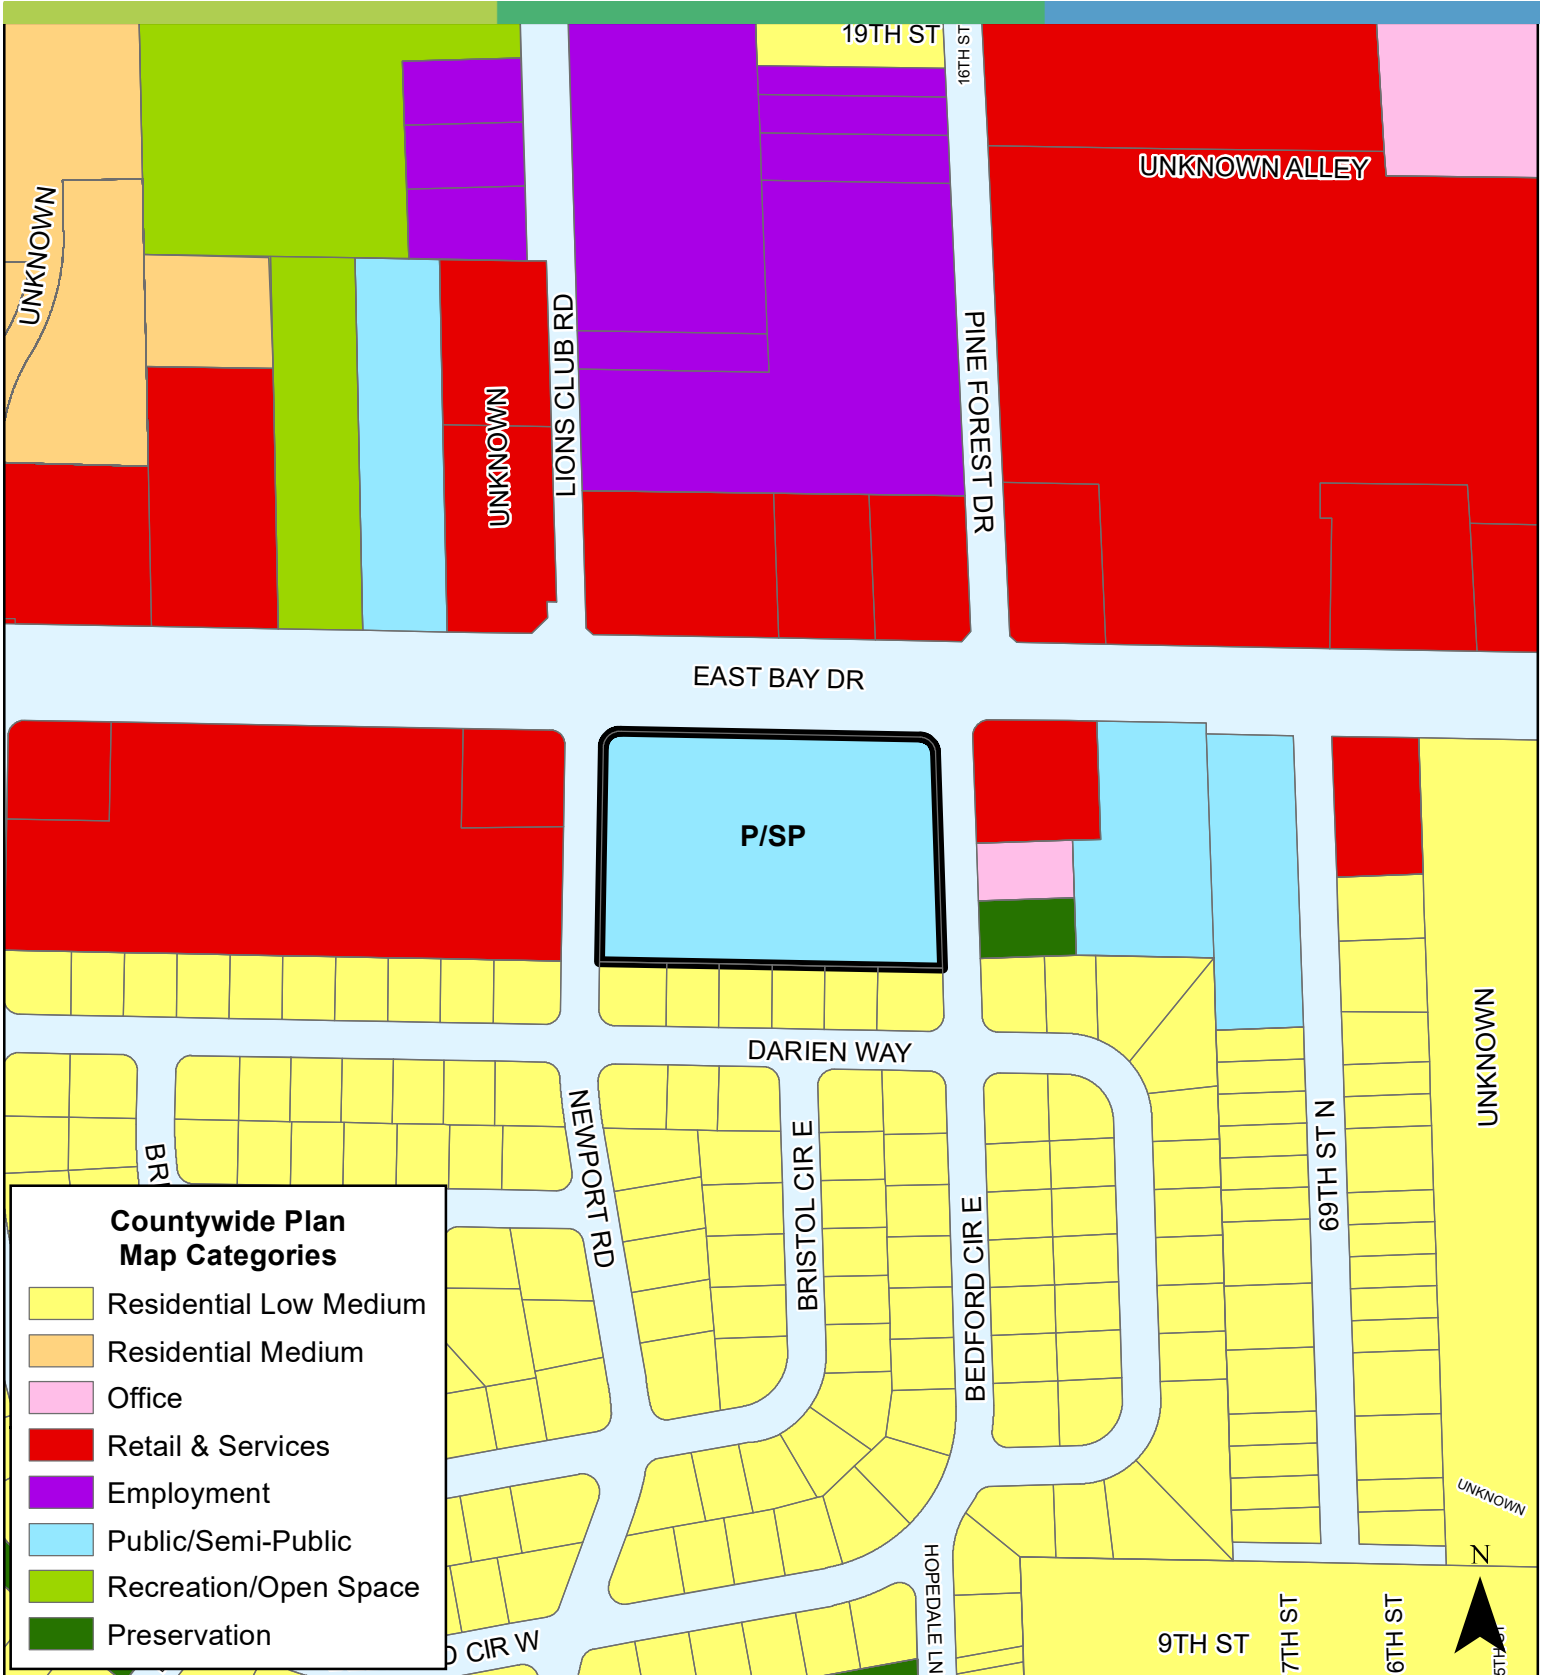 19TH ST
16TH ST
UNKNOWN ALLEY
UNKNOWN
LIONS CLUB RD
PINE FOREST DR
UNKNOWN
EAST BAY DR
P/SP
UNKNOWN
DARIEN WAY
NEWPORT RD
BRISTOL CIR E
BEDFORD CIR E
69TH ST N
BRI
Countywide Plan
Map Categories
Residential Low Medium
Residential Medium
Office
Retail & Services
Employment
Public/Semi-Public
Recreation/Open Space
Preservation
UNKNOWN
N
HOPEDALE LN
9TH ST
7TH ST
6TH ST
D CIR W